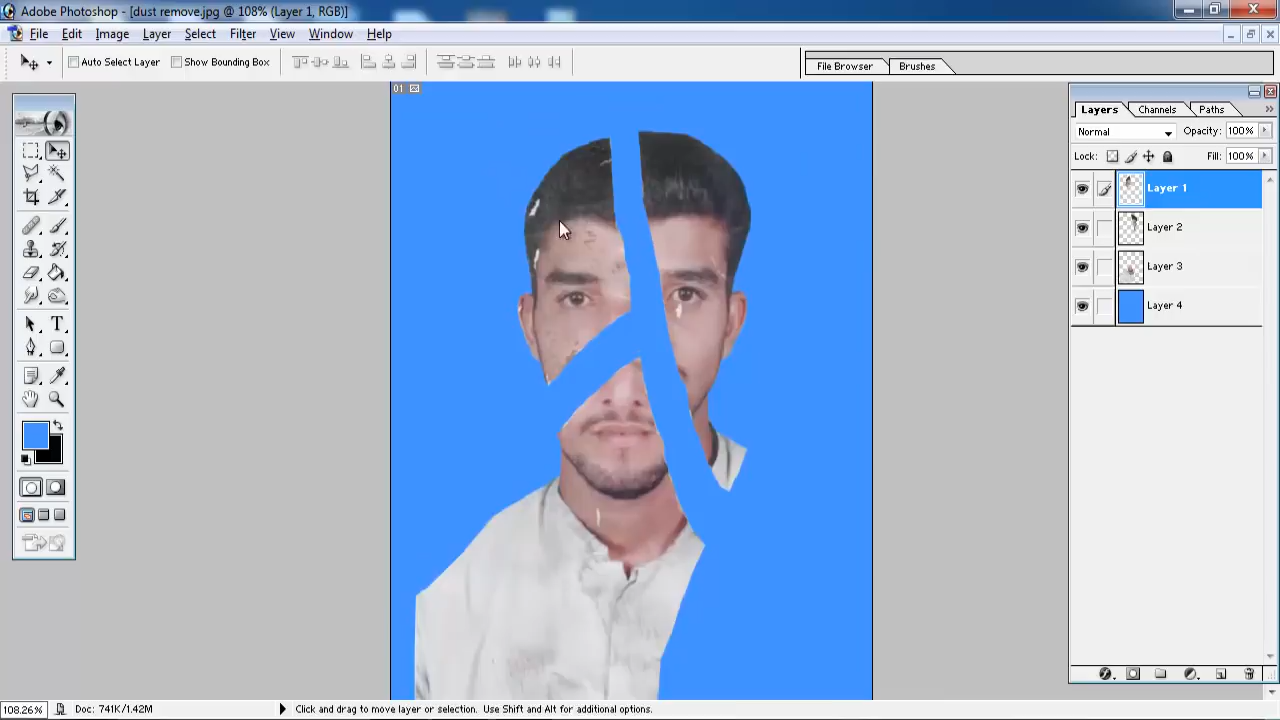 Adobe Photoshop - [dust remove.jpg @ 108% (Layer 1, RGB)]
File Edit Image Layer Select Filter View Window Help
Auto Select Layer Show Bounding Box
File Browser Brushes
01
Layers Channels Paths
Normal Opacity: 100%
Lock: Fill: 100%
Layer 1
Layer 2
Layer 3
Layer 4
T
108.26% Doc: 741K/1.42M Click and drag to move layer or selection. Use Shift and Alt for additional options.